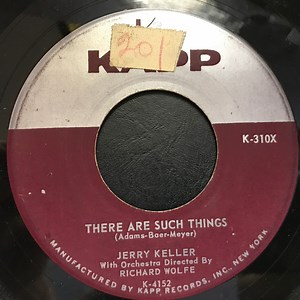 201
KAPP
K-310X
THERE ARE SUCH THINGS
(Adams-Baer-Meyer)
JERRY KELLER
With Orchestra Directed By
RICHARD WOLFE
K-4152
MANUFACTURED BY KAPP RECORDS, INC., NEW YORK